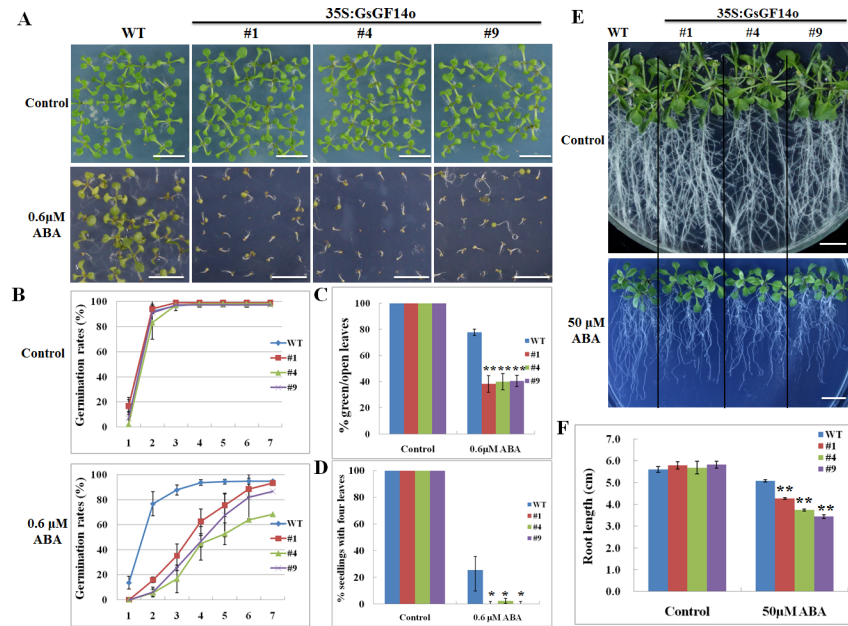 A
35S:GsGF14o
WT
#1
#4
#9
Control
0.6μM
ABA
B
Control
Germination rates (%)
100
80
60
40
20
0
1 2 3 4 5 6 7
WT
#1
#4
#9
0.6 μM
ABA
Germination rates (%)
100
80
60
40
20
0
1 2 3 4 5 6 7
WT
#1
#4
#9
C
% green/open leaves
100
80
60
40
20
0
******
Control
0.6μM ABA
WT
#1
#4
#9
D
% seedlings with four leaves
100
80
60
40
20
0
* * *
Control
0.6 μM ABA
WT
#1
#4
#9
E
35S:GsGF14o
WT
#1
#4
#9
Control
50 μM
ABA
F
Root length (cm)
7.0
6.0
5.0
4.0
3.0
2.0
1.0
0.0
** ** **
Control
50μM ABA
WT
#1
#4
#9